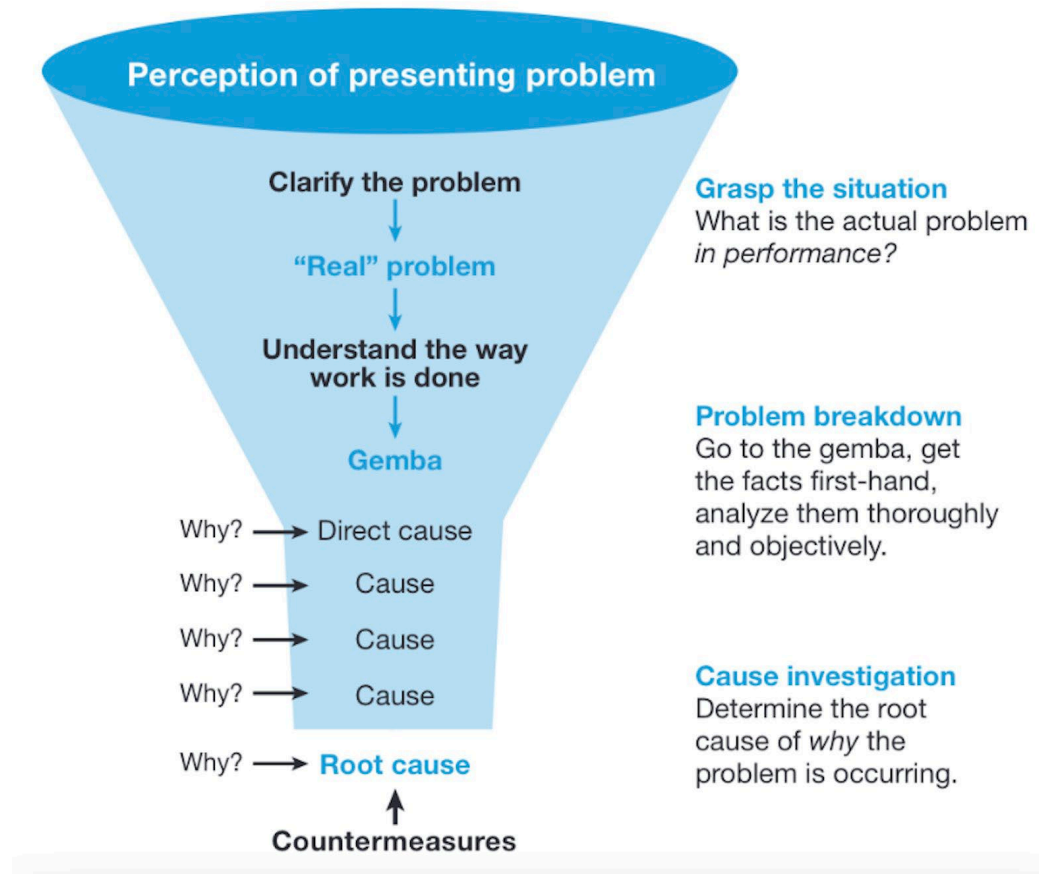 Perception of presenting problem
Clarify the problem
“Real” problem
Understand the way
work is done
Gemba
Why?
Direct cause
Why?
Cause
Why?
Cause
Why?
Cause
Why?
Root cause
Countermeasures
Grasp the situation
What is the actual problem
in performance?
Problem breakdown
Go to the gemba, get
the facts first-hand,
analyze them thoroughly
and objectively.
Cause investigation
Determine the root
cause of why the
problem is occurring.